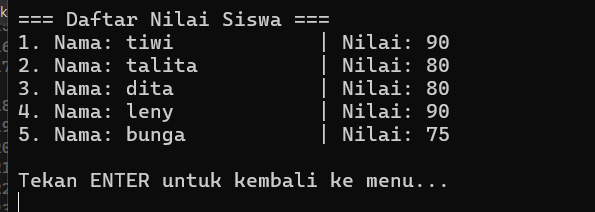 === Daftar Nilai Siswa ===
1. Nama: tiwi | Nilai: 90
2. Nama: talita | Nilai: 80
3. Nama: dita | Nilai: 80
4. Nama: leny | Nilai: 90
5. Nama: bunga | Nilai: 75
Tekan ENTER untuk kembali ke menu...